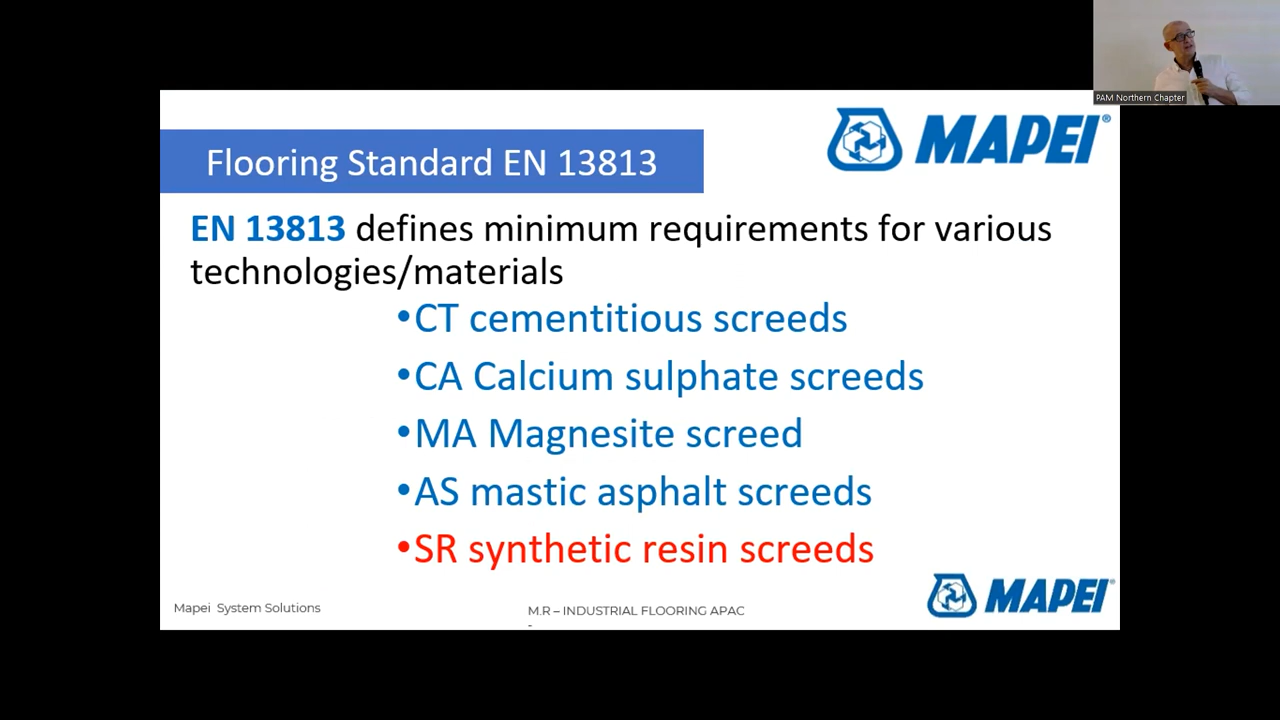 PAM Northern Chapter
MAPEI®
Flooring Standard EN 13813
EN 13813 defines minimum requirements for various
technologies/materials
•CT cementitious screeds
•CA Calcium sulphate screeds
•MA Magnesite screed
•AS mastic asphalt screeds
•SR synthetic resin screeds
Mapei System Solutions
M.R – INDUSTRIAL FLOORING APAC
-
MAPEI®